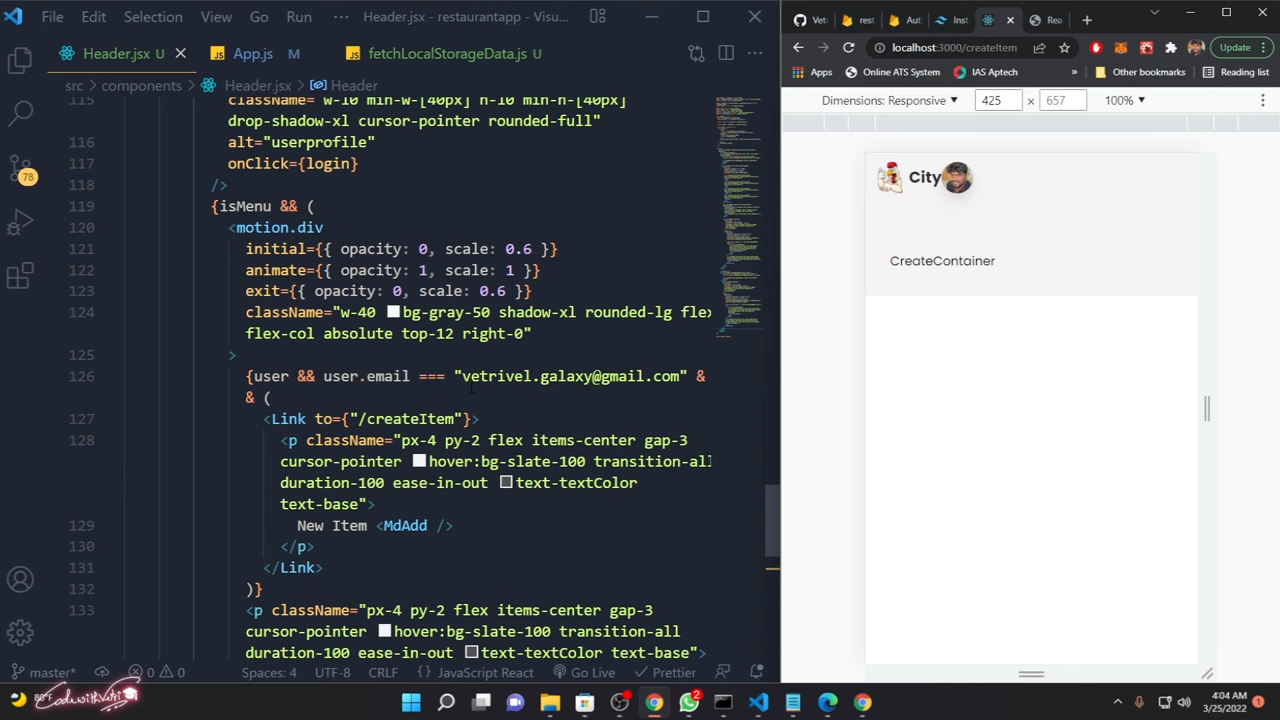 File Edit Selection View Go Run ··· Header.jsx - restaurantapp - Visu...
Header.jsx U App.js M fetchLocalStorageData.js U ···
src > components > Header.jsx > Header
115 className="w-10 min-w-[40px] h-10 min-h-[40px]
drop-shadow-xl cursor-pointer rounded-full"
116 alt="userprofile"
117 onClick={login}
118 />
119 {isMenu && (
120 <motion.div
121 initial={{ opacity: 0, scale: 0.6 }}
122 animate={{ opacity: 1, scale: 1 }}
123 exit={{ opacity: 0, scale: 0.6 }}
124 className="w-40 bg-gray-50 shadow-xl rounded-lg flex
flex-col absolute top-12 right-0"
125 >
126 {user && user.email === "vetrivel.galaxy@gmail.com" &
& (
127 <Link to={"/createItem"}>
128 <p className="px-4 py-2 flex items-center gap-3
cursor-pointer hover:bg-slate-100 transition-all
duration-100 ease-in-out text-textColor
text-base">
129 New Item <MdAdd />
130 </p>
131 </Link>
132 )}
133 <p className="px-4 py-2 flex items-center gap-3
cursor-pointer hover:bg-slate-100 transition-all
duration-100 ease-in-out text-textColor text-base">
70
master* 0 0 Spaces: 4 UTF-8 CRLF { } JavaScript React Go Live Prettier
Vet rest Aut Inst Rea
localhost:3000/createItem Update
Apps Online ATS System IAS Aptech » Other bookmarks Reading list
Dimensions: Responsive 425 × 657 100%
City
CreateContainer
80°F CodewithVetri 2 4:04 AM
3/25/2022 1